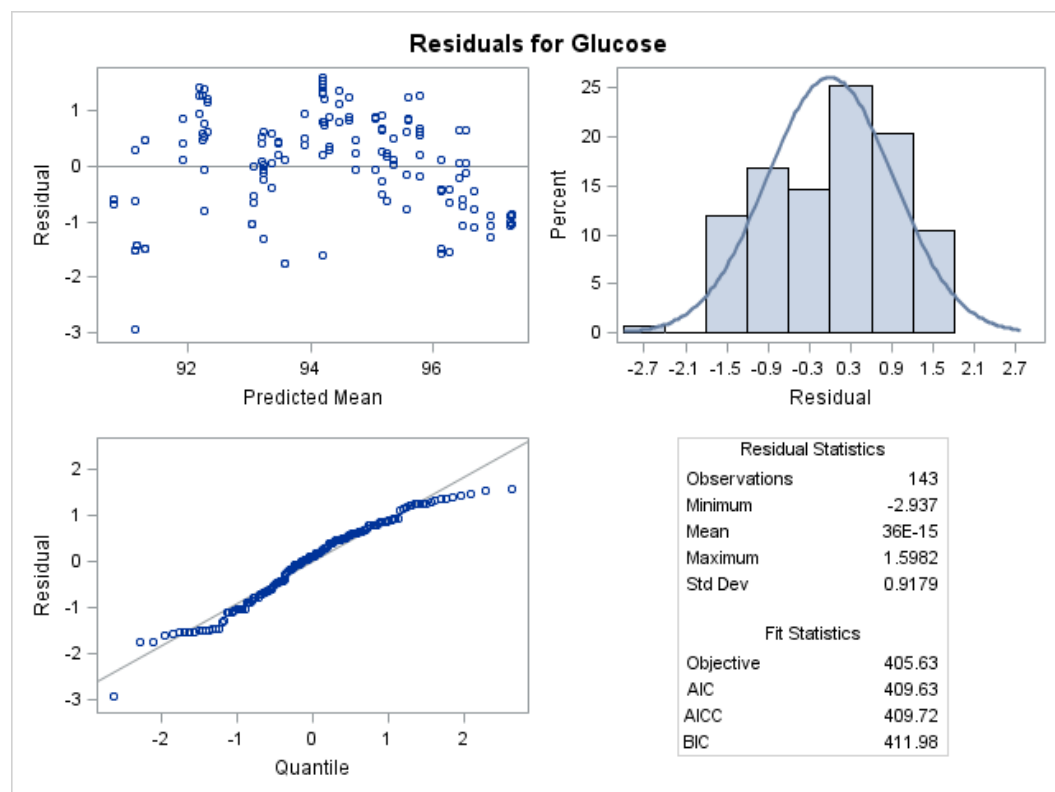 Residuals for Glucose
Residual
1
0
-1
-2
-3
92 94 96
Predicted Mean
Percent
25
20
15
10
5
0
-2.7 -2.1 -1.5 -0.9 -0.3 0.3 0.9 1.5 2.1 2.7
Residual
Residual
2
1
0
-1
-2
-3
-2 -1 0 1 2
Quantile
Residual Statistics
Observations 143
Minimum -2.937
Mean 36E-15
Maximum 1.5982
Std Dev 0.9179
Fit Statistics
Objective 405.63
AIC 409.63
AICC 409.72
BIC 411.98